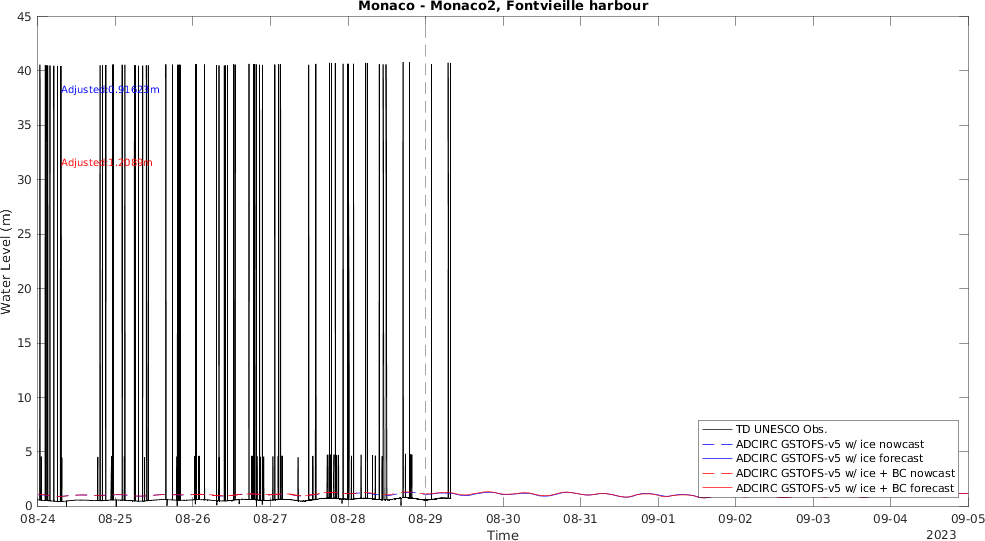 Monaco - Monaco2, Fontvieille harbour
Water Level (m)
45
40
35
30
25
20
15
10
5
0
Adjusted:0.91621m
08-24
08-25
08-26
08-27
08-28
08-29
08-30
08-31
09-01
09-02
09-03
09-04
09-05
Time
2023
TD UNESCO Obs.
ADCIRC GSTOFS-v5 w/ ice nowcast
ADCIRC GSTOFS-v5 w/ ice forecast
ADCIRC GSTOFS-v5 w/ ice + BC nowcast
ADCIRC GSTOFS-v5 w/ ice + BC forecast